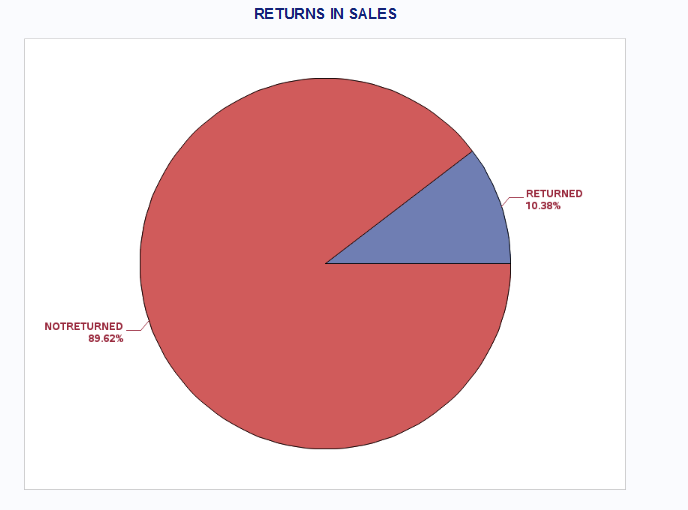 RETURNS IN SALES
RETURNED
10.38%
NOTRETURNED
89.62%